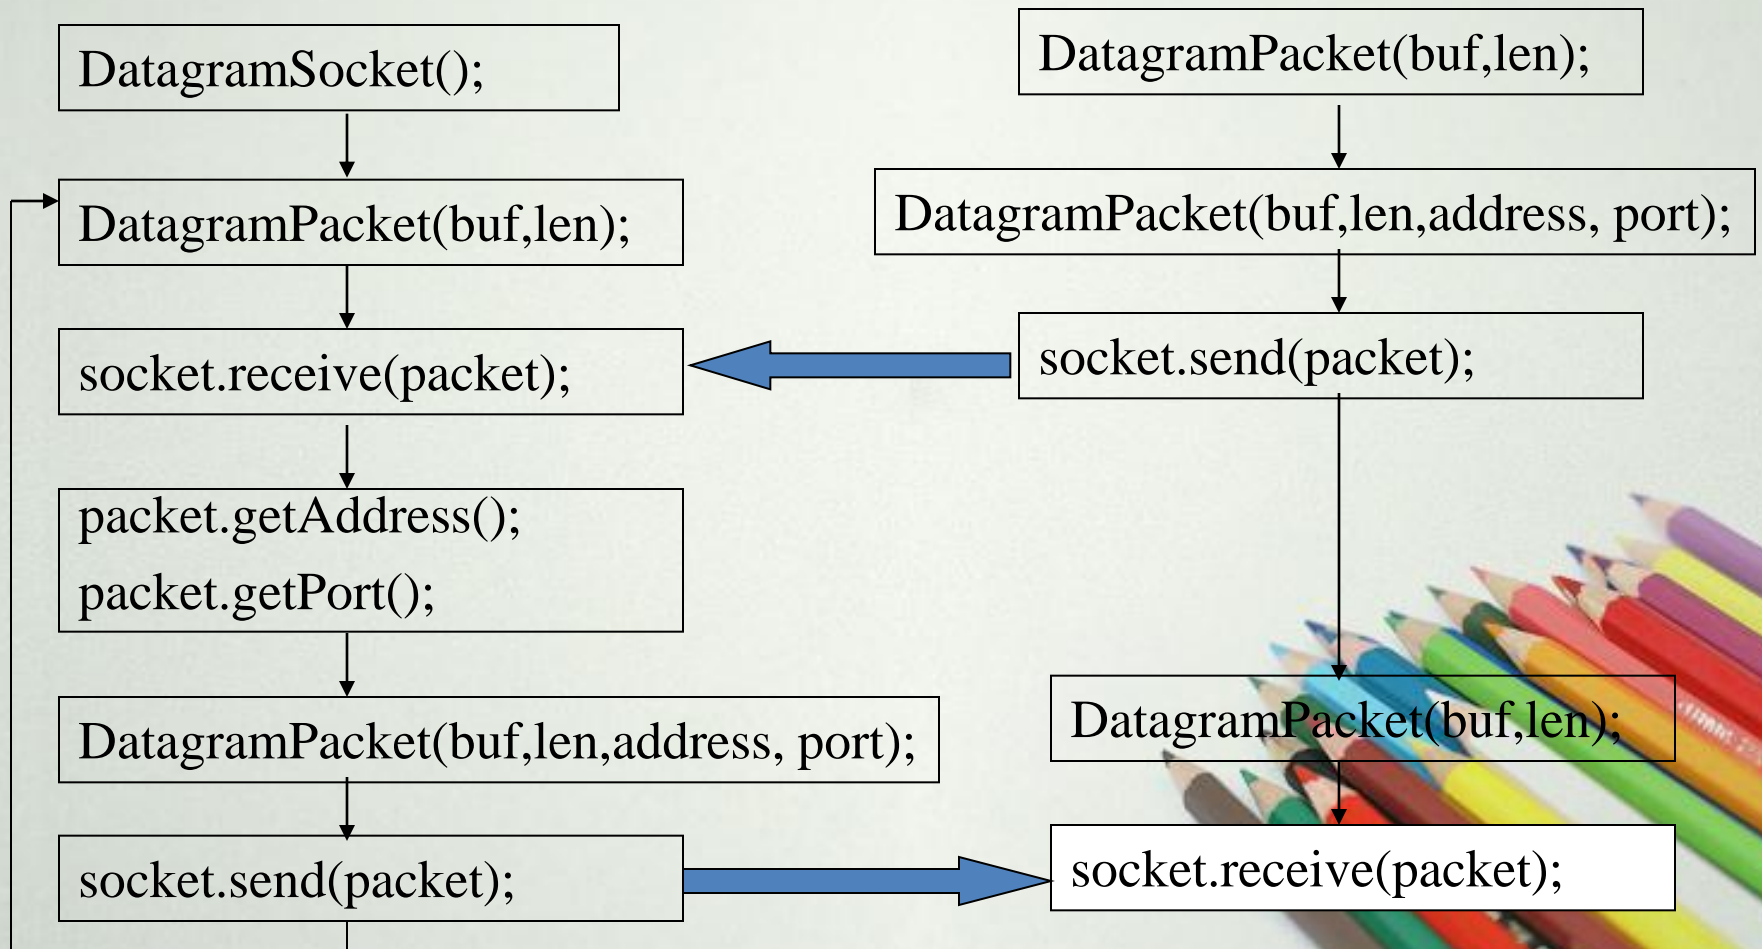 DatagramSocket();
DatagramPacket(buf,len);
socket.receive(packet);
packet.getAddress();
packet.getPort();
DatagramPacket(buf,len,address, port);
socket.send(packet);
DatagramPacket(buf,len);
DatagramPacket(buf,len,address, port);
socket.send(packet);
DatagramPacket(buf,len);
socket.receive(packet);